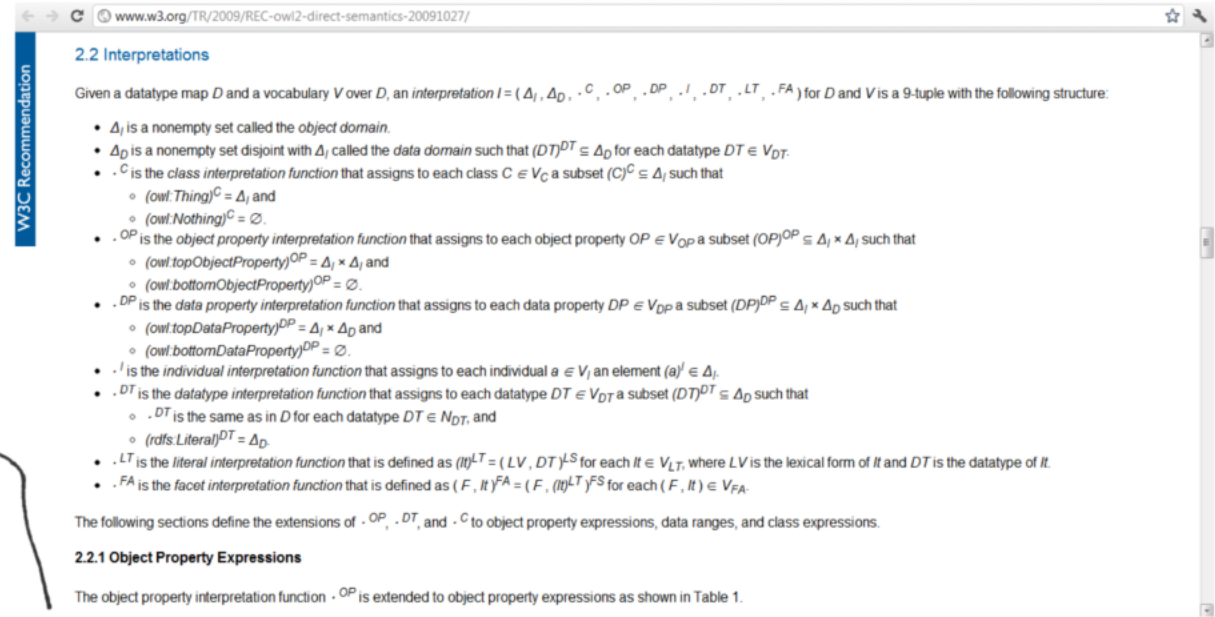 www.w3.org/TR/2009/REC-owl2-direct-semantics-20091027/
W3C Recommendation
2.2 Interpretations
Given a datatype map D and a vocabulary V over D, an interpretation I = ( Δ_I , Δ_D , ·^C , ·^OP , ·^DP , ·^I , ·^DT , ·^LT , ·^FA ) for D and V is a 9-tuple with the following structure:
• Δ_I is a nonempty set called the object domain.
• Δ_D is a nonempty set disjoint with Δ_I called the data domain such that (DT)^DT ⊆ Δ_D for each datatype DT ∈ V_DT.
• ·^C is the class interpretation function that assigns to each class C ∈ V_C a subset (C)^C ⊆ Δ_I such that
◦ (owl:Thing)^C = Δ_I and
◦ (owl:Nothing)^C = ∅.
• ·^OP is the object property interpretation function that assigns to each object property OP ∈ V_OP a subset (OP)^OP ⊆ Δ_I × Δ_I such that
◦ (owl:topObjectProperty)^OP = Δ_I × Δ_I and
◦ (owl:bottomObjectProperty)^OP = ∅.
• ·^DP is the data property interpretation function that assigns to each data property DP ∈ V_DP a subset (DP)^DP ⊆ Δ_I × Δ_D such that
◦ (owl:topDataProperty)^DP = Δ_I × Δ_D and
◦ (owl:bottomDataProperty)^DP = ∅.
• ·^I is the individual interpretation function that assigns to each individual a ∈ V_I an element (a)^I ∈ Δ_I.
• ·^DT is the datatype interpretation function that assigns to each datatype DT ∈ V_DT a subset (DT)^DT ⊆ Δ_D such that
◦ ·^DT is the same as in D for each datatype DT ∈ N_DT, and
◦ (rdfs:Literal)^DT = Δ_D.
• ·^LT is the literal interpretation function that is defined as (lt)^LT = ( LV , DT )^LS for each lt ∈ V_LT, where LV is the lexical form of lt and DT is the datatype of lt.
• ·^FA is the facet interpretation function that is defined as ( F , lt )^FA = ( F , (lt)^LT )^FS for each ( F , lt ) ∈ V_FA.
The following sections define the extensions of ·^OP, ·^DT, and ·^C to object property expressions, data ranges, and class expressions.
2.2.1 Object Property Expressions
The object property interpretation function ·^OP is extended to object property expressions as shown in Table 1.